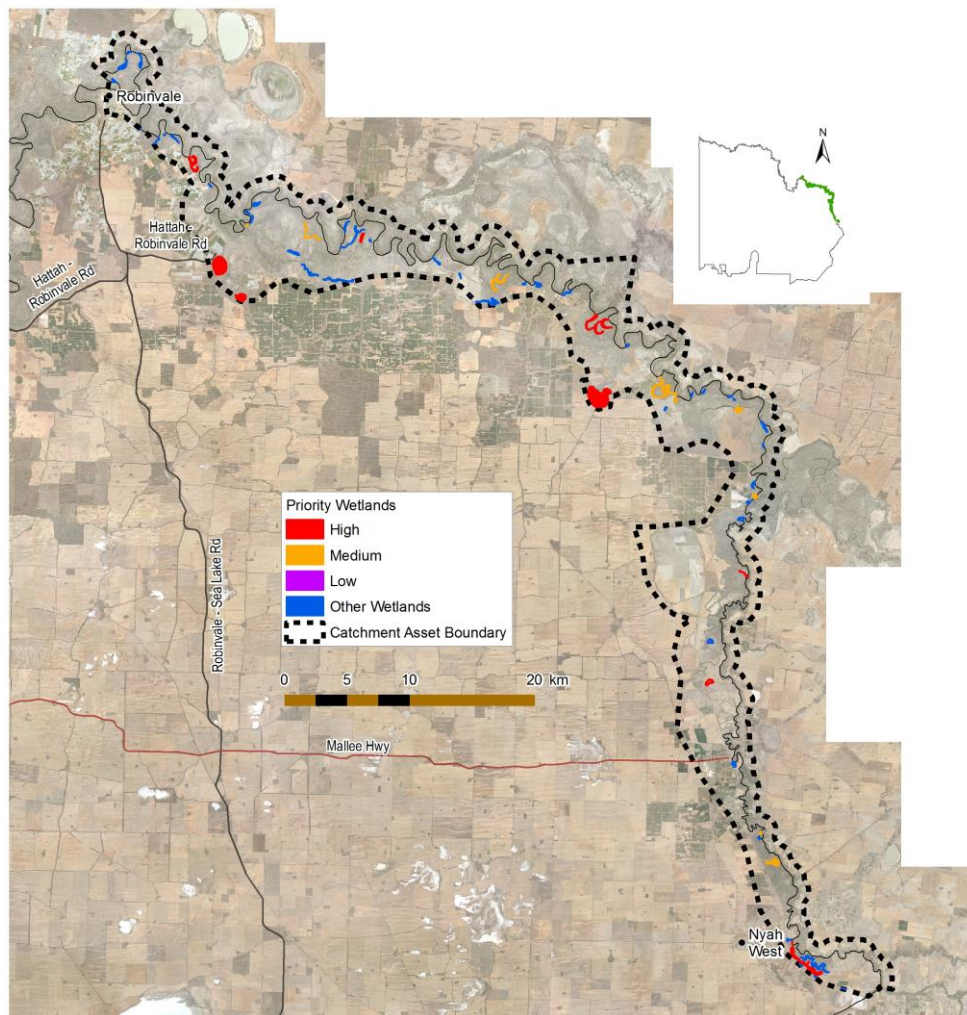 N
Robinvale
Hattah -
Robinvale Rd
Hattah -
Robinvale Rd
Priority Wetlands
High
Medium
Low
Other Wetlands
Catchment Asset Boundary
Robinvale - Sea Lake Rd
0 5 10 20 km
Mallee Hwy
Nyah
West